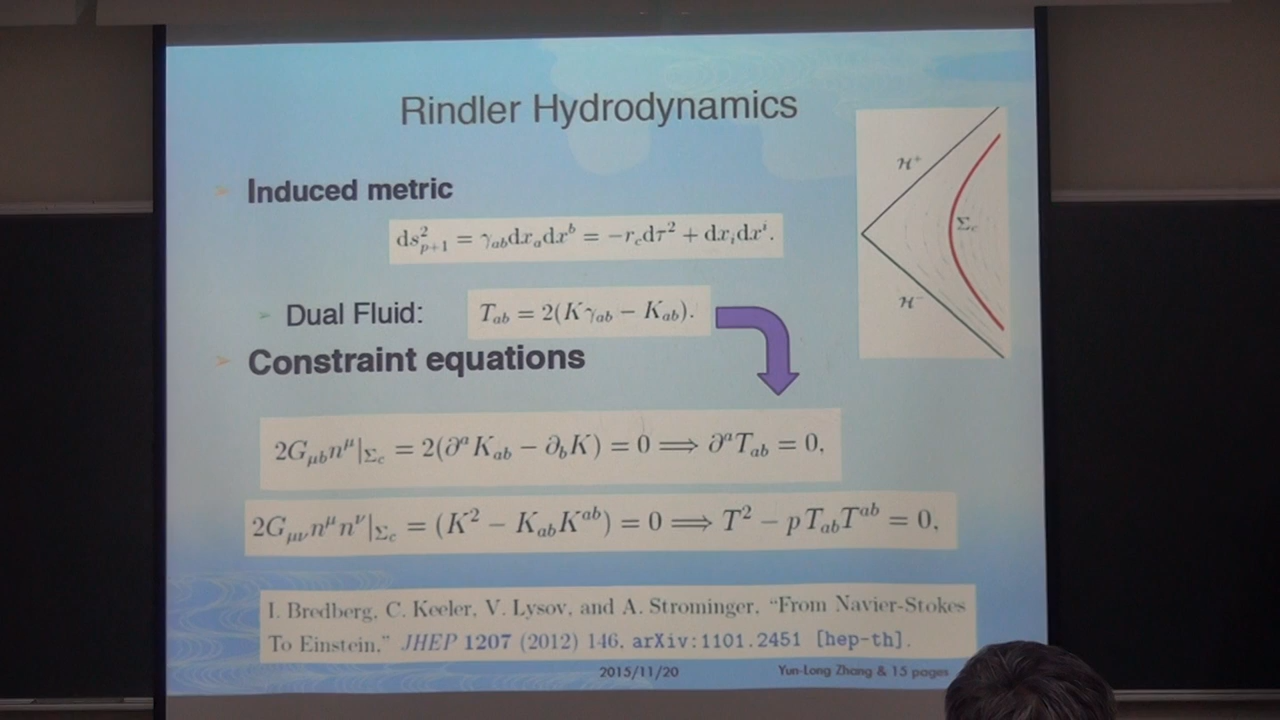 Rindler Hydrodynamics
Induced metric
ds²ₚ₊₁ = γ_{ab}dx_a dx^b = −r_c dτ² + dx_i dx^i.
Dual Fluid: T_{ab} = 2(Kγ_{ab} − K_{ab}).
Constraint equations
2G_{μb}n^μ|_{Σ_c} = 2(∂^a K_{ab} − ∂_b K) = 0 ⟹ ∂^a T_{ab} = 0,
2G_{μν}n^μ n^ν|_{Σ_c} = (K² − K_{ab}K^{ab}) = 0 ⟹ T² − p T_{ab}T^{ab} = 0,
I. Bredberg, C. Keeler, V. Lysov, and A. Strominger, “From Navier-Stokes
To Einstein,” JHEP 1207 (2012) 146, arXiv:1101.2451 [hep-th].
2015/11/20 Yun-Long Zhang & 15 pages
H⁺
Σ_c
H⁻